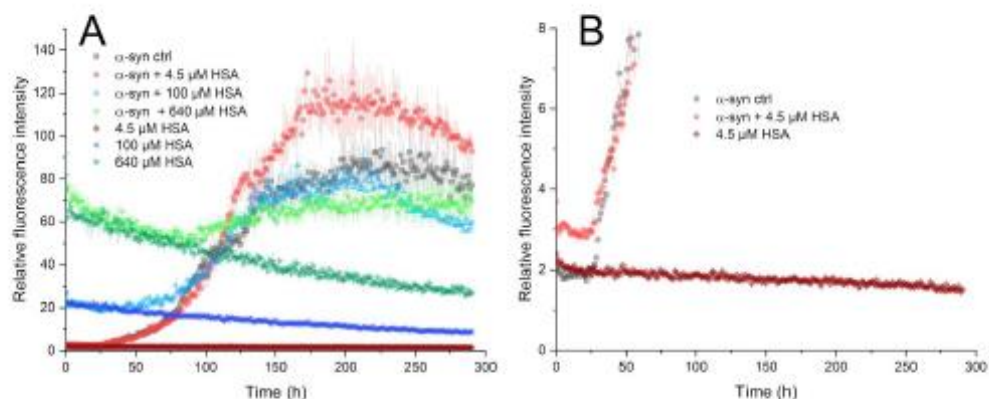 A
α-syn ctrl
α-syn + 4.5 µM HSA
α-syn + 100 µM HSA
α-syn + 640 µM HSA
4.5 µM HSA
100 µM HSA
640 µM HSA
Relative fluorescence intensity
0
20
40
60
80
100
120
140
0
50
100
150
200
250
300
Time (h)
B
α-syn ctrl
α-syn + 4.5 µM HSA
4.5 µM HSA
Relative fluorescence intensity
0
2
4
6
8
0
50
100
150
200
250
300
Time (h)